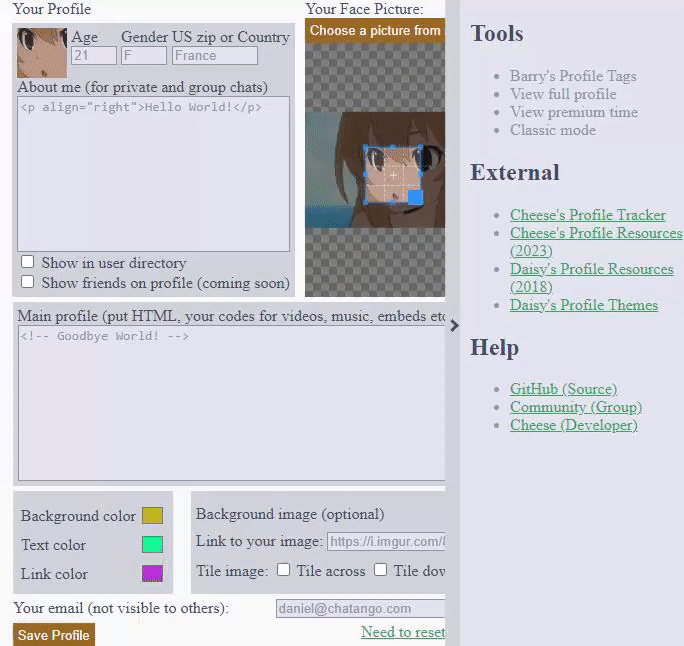 Your Profile
Age
21
Gender
F
US zip or Country
France
About me (for private and group chats)
<p align="right">Hello World!</p>
Show in user directory
Show friends on profile (coming soon)
Your Face Picture:
Choose a picture from
Main profile (put HTML, your codes for videos, music, embeds etc
<!-- Goodbye World! -->
Background color
Text color
Link color
Background image (optional)
Link to your image: https://i.imgur.com/
Tile image: Tile across Tile dow
Your email (not visible to others): daniel@chatango.com
Save Profile
Need to reset
Tools
Barry's Profile Tags
View full profile
View premium time
Classic mode
External
Cheese's Profile Tracker
Cheese's Profile Resources
(2023)
Daisy's Profile Resources
(2018)
Daisy's Profile Themes
Help
GitHub (Source)
Community (Group)
Cheese (Developer)